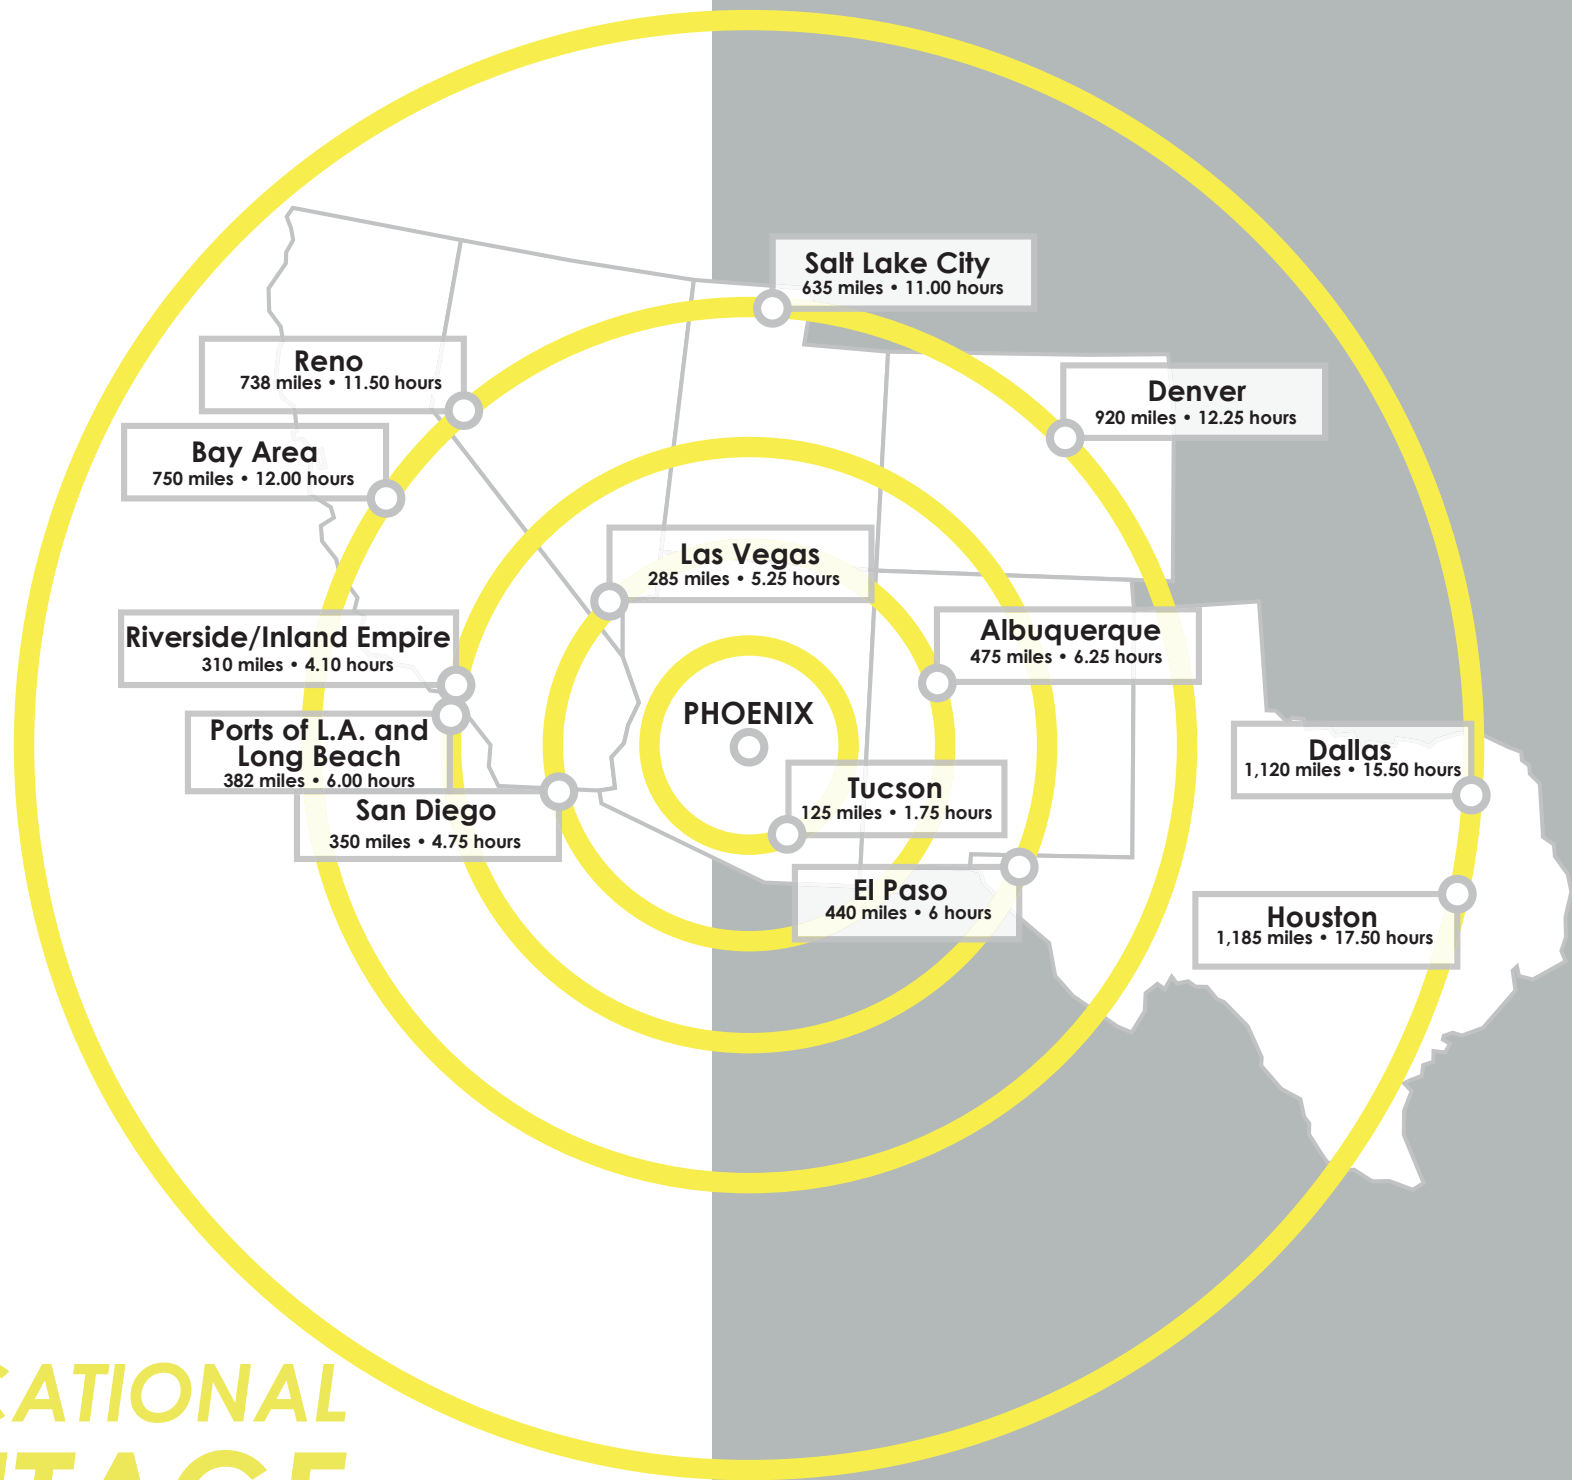 Salt Lake City
635 miles • 11.00 hours
Reno
738 miles • 11.50 hours
Denver
920 miles • 12.25 hours
Bay Area
750 miles • 12.00 hours
Las Vegas
285 miles • 5.25 hours
Riverside/Inland Empire
310 miles • 4.10 hours
Albuquerque
475 miles • 6.25 hours
PHOENIX
Ports of L.A. and
Long Beach
382 miles • 6.00 hours
Dallas
1,120 miles • 15.50 hours
Tucson
125 miles • 1.75 hours
San Diego
350 miles • 4.75 hours
El Paso
440 miles • 6 hours
Houston
1,185 miles • 17.50 hours
CATIONAL
TAGE